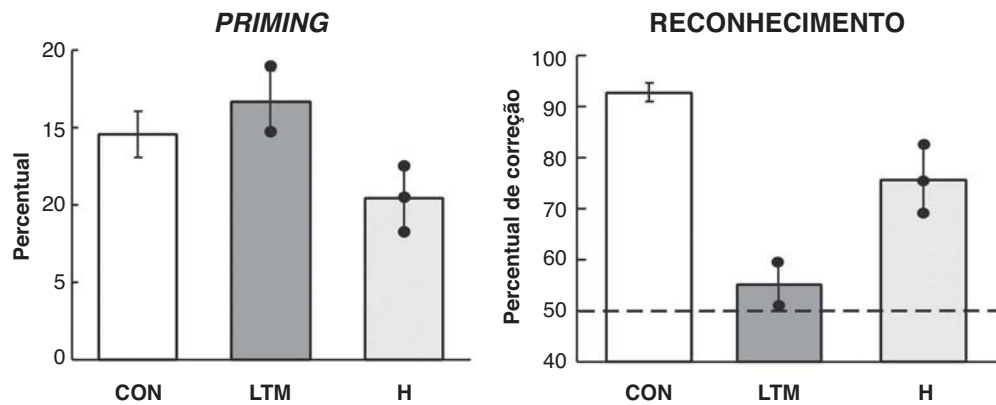 PRIMING
20
15
20
5
0
Percentual
CON LTM H
RECONHECIMENTO
100
90
80
70
60
50
40
Percentual de correção
CON LTM H